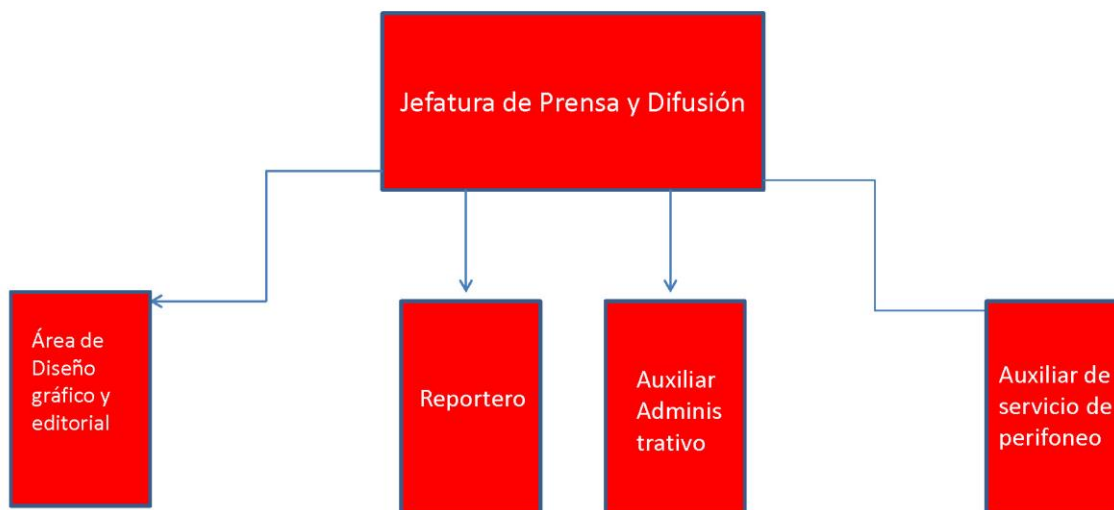 Jefatura de Prensa y Difusión
Área de
Diseño
gráfico y
editorial
Reportero
Auxiliar
Adminis
trativo
Auxiliar de
servicio de
perifoneo